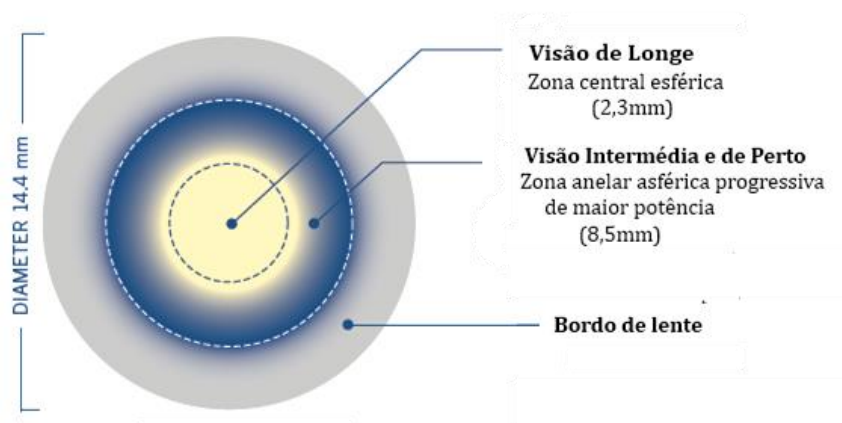 DIAMETER 14.4 mm
Visão de Longe
Zona central esférica
(2,3mm)
Visão Intermédia e de Perto
Zona anelar asférica progressiva
de maior potência
(8,5mm)
Bordo de lente